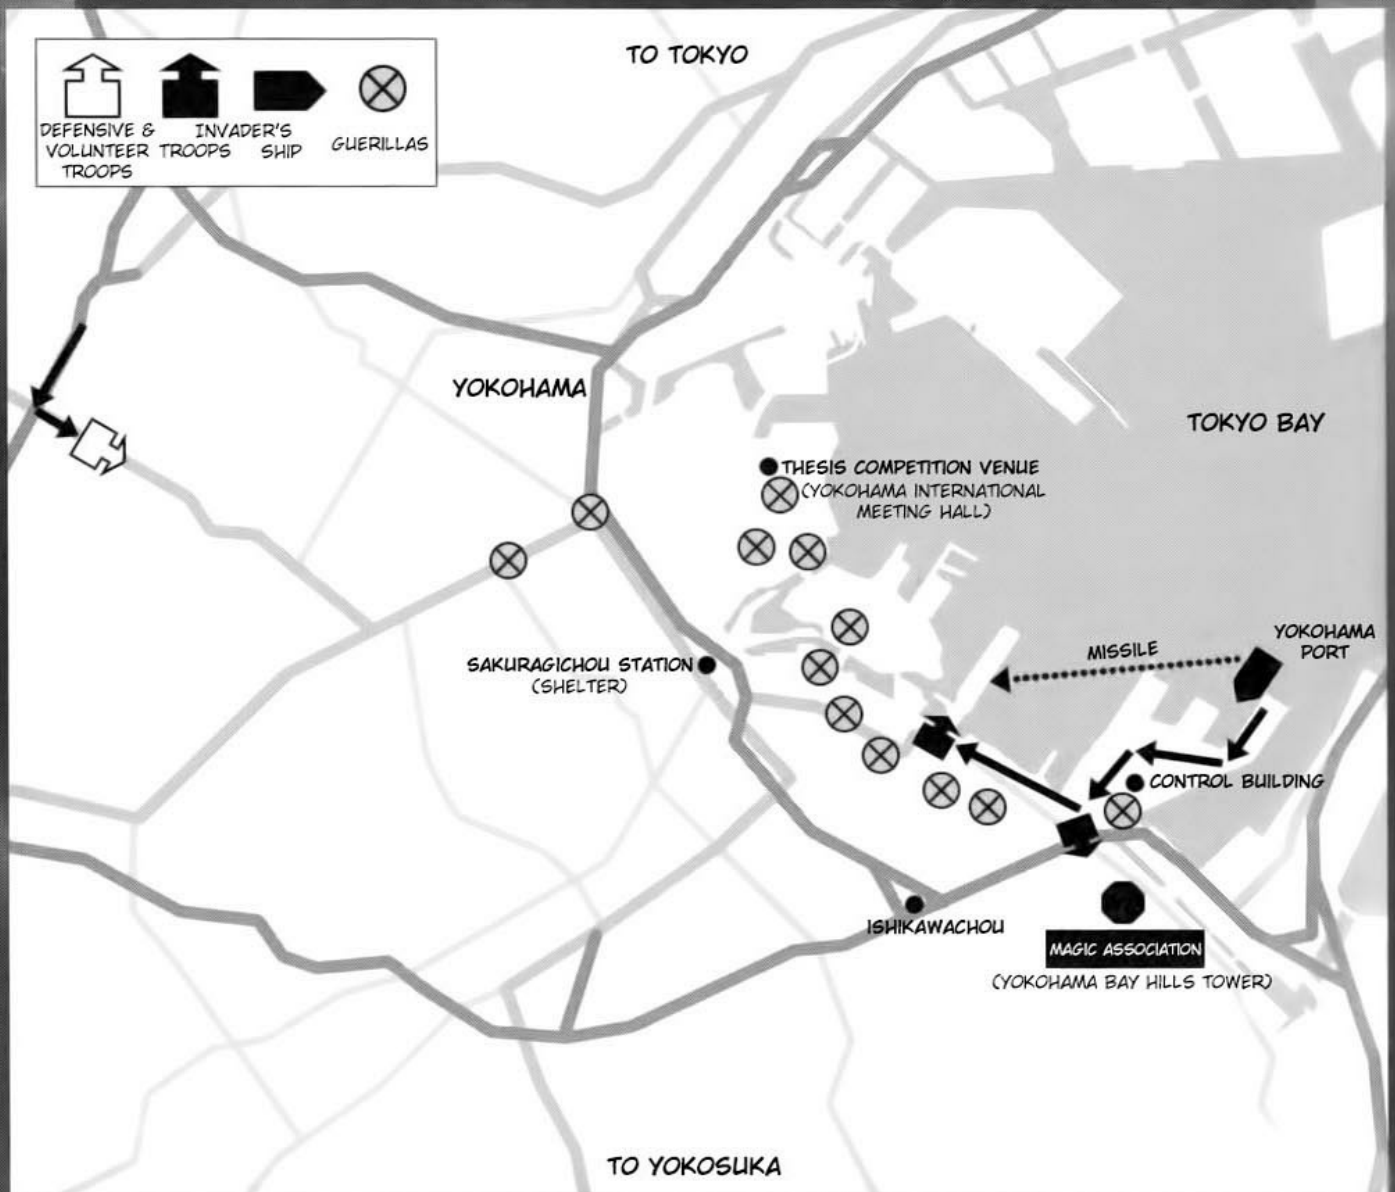 TO TOKYO
DEFENSIVE &
VOLUNTEER
TROOPS
INVADER'S
TROOPS SHIP
GUERILLAS
YOKOHAMA
TOKYO BAY
THESIS COMPETITION VENUE
(YOKOHAMA INTERNATIONAL
MEETING HALL)
YOKOHAMA
PORT
MISSILE
SAKURAGICHOU STATION
(SHELTER)
CONTROL BUILDING
ISHIKAWACHOU
MAGIC ASSOCIATION
(YOKOHAMA BAY HILLS TOWER)
TO YOKOSUKA